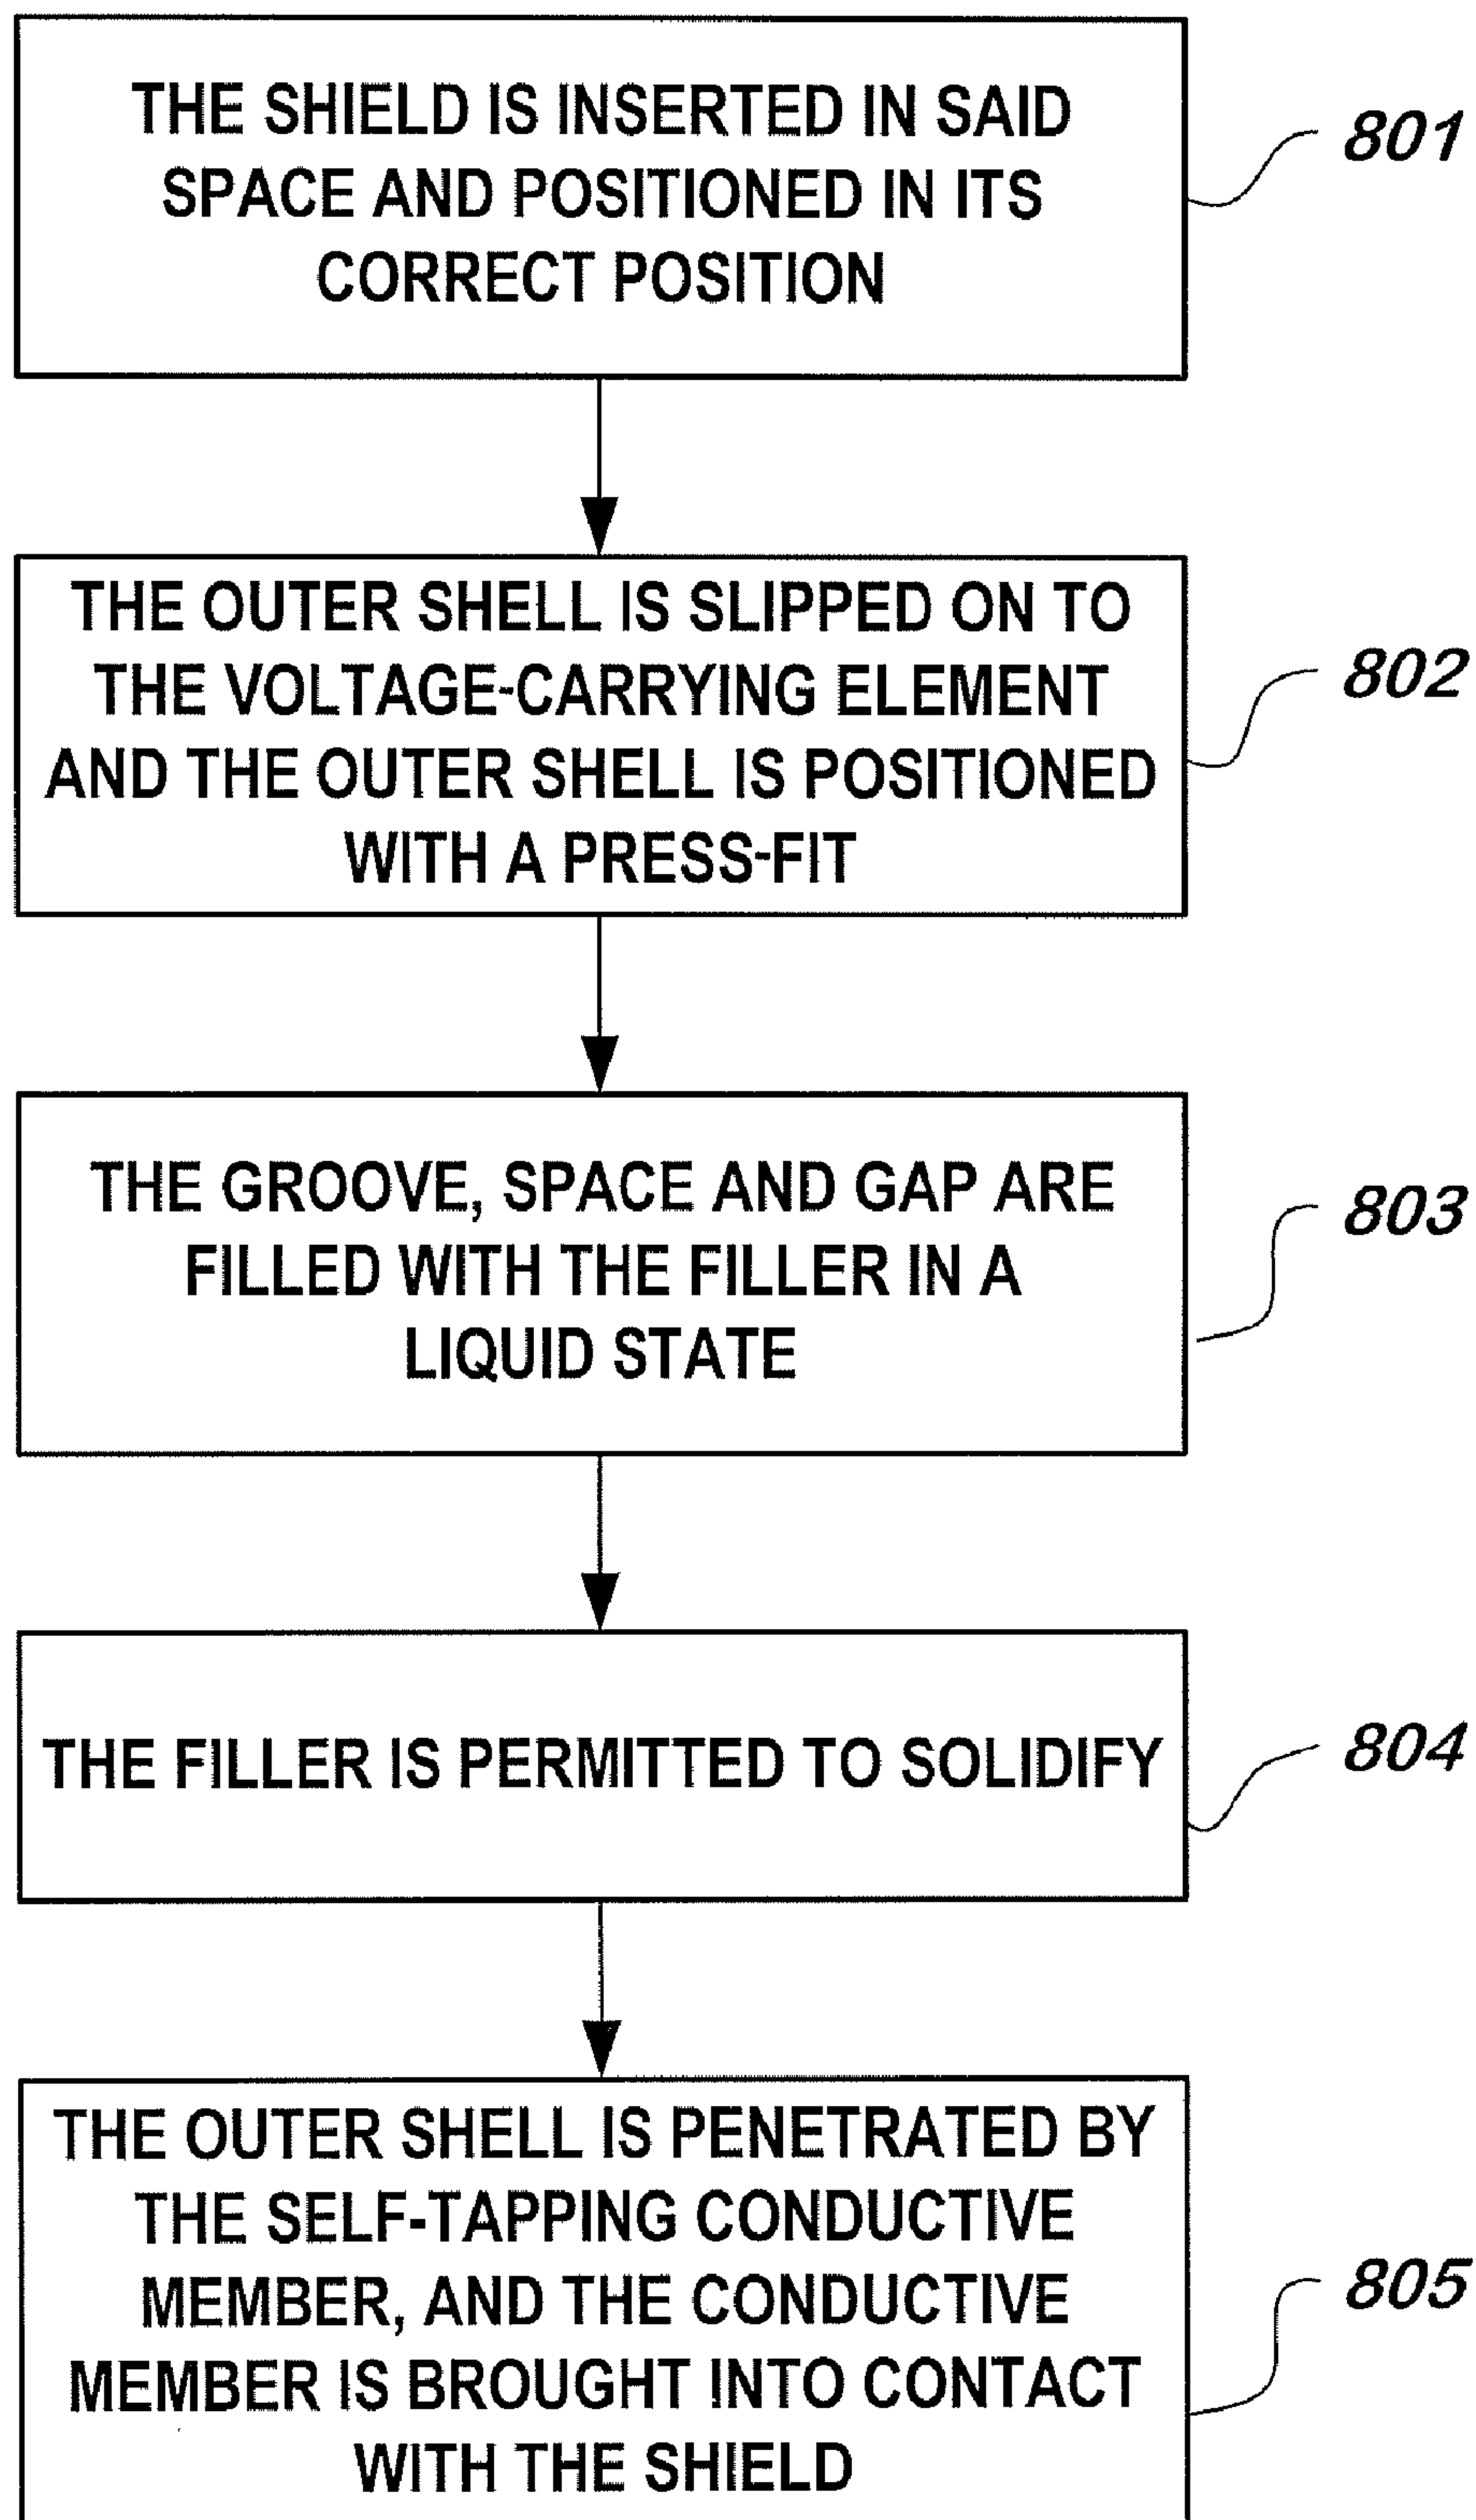 THE SHIELD IS INSERTED IN SAID
SPACE AND POSITIONED IN ITS
CORRECT POSITION
801
THE OUTER SHELL IS SLIPPED ON TO
THE VOLTAGE-CARRYING ELEMENT
AND THE OUTER SHELL IS POSITIONED
WITH A PRESS-FIT
802
THE GROOVE, SPACE AND GAP ARE
FILLED WITH THE FILLER IN A
LIQUID STATE
803
THE FILLER IS PERMITTED TO SOLIDIFY
804
THE OUTER SHELL IS PENETRATED BY
THE SELF-TAPPING CONDUCTIVE
MEMBER, AND THE CONDUCTIVE
MEMBER IS BROUGHT INTO CONTACT
WITH THE SHIELD
805